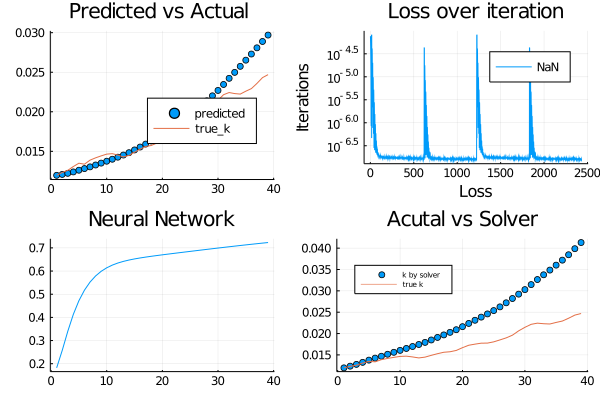 Predicted vs Actual
0.030
0.025
0.020
0.015
0 10 20 30 40
predicted
true_k
Loss over iteration
Iterations
10^-4.5
10^-5.0
10^-5.5
10^-6.0
10^-6.5
0 500 1000 1500 2000 2500
Loss
NaN
Neural Network
0.7
0.6
0.5
0.4
0.3
0.2
0 10 20 30 40
Acutal vs Solver
0.040
0.035
0.030
0.025
0.020
0.015
0 10 20 30 40
k by solver
true k